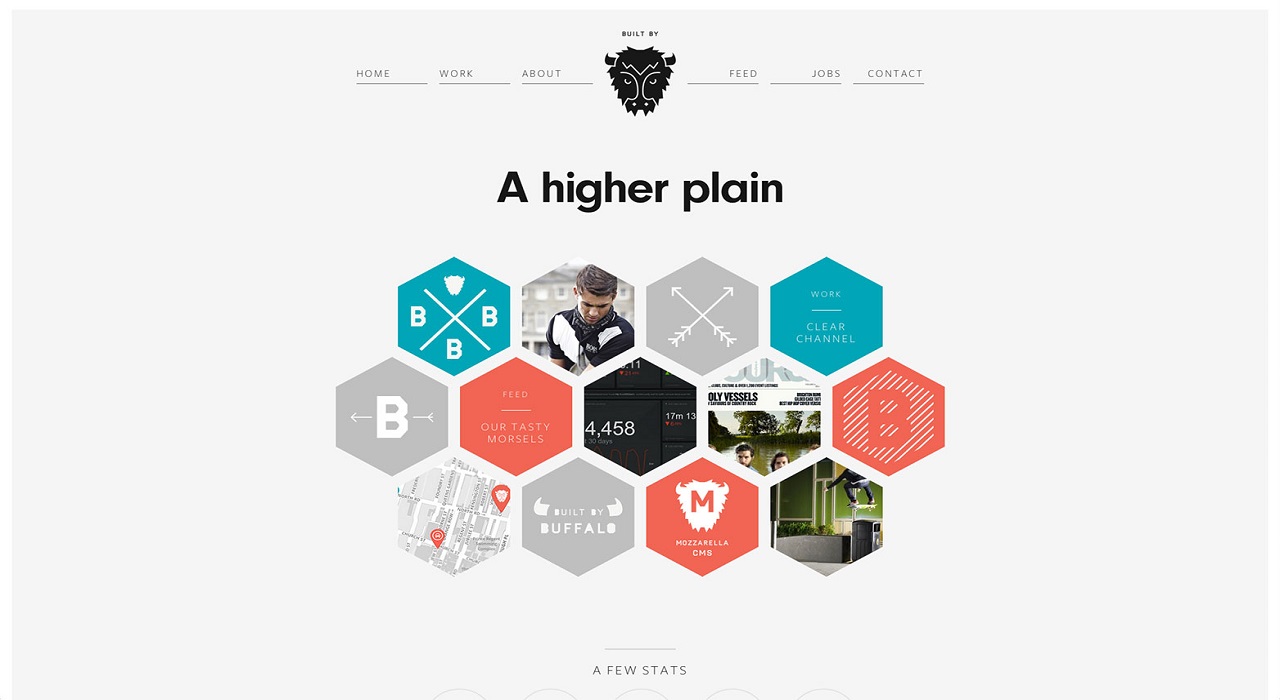 BUILT BY
HOME
WORK
ABOUT
FEED
JOBS
CONTACT
A higher plain
B
B
B
WORK
CLEAR
CHANNEL
B
FEED
OUR TASTY
MORSELS
4,458
30 days
17m 13
OLY VESSELS
B
BUILT BY
BUFFALO
M
MOZZARELLA
CMS
A FEW STATS